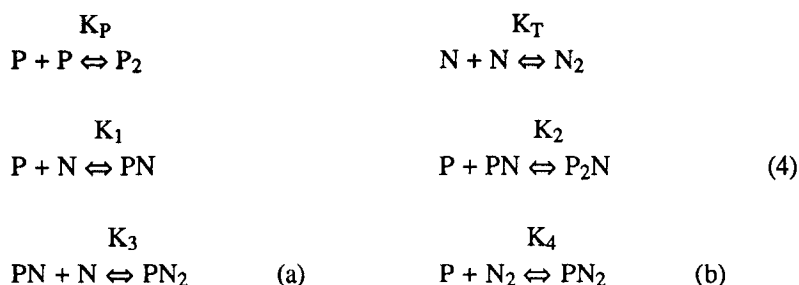 K_P K_T
P + P ⇔ P₂ N + N ⇔ N₂
K₁ K₂
P + N ⇔ PN P + PN ⇔ P₂N (4)
K₃ K₄
PN + N ⇔ PN₂ (a) P + N₂ ⇔ PN₂ (b)